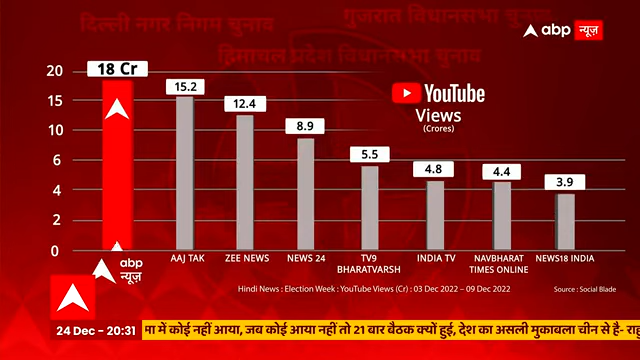 दिल्ली नगर निगम चुनाव
गुजरात विधानसभा चुनाव
हिमाचल प्रदेश विधानसभा चुनाव
abp न्यूज़
YouTube
Views
(Crores)
20
15
10
6
4
2
0
18 Cr
15.2
12.4
8.9
5.5
4.8
4.4
3.9
abp
न्यूज़
AAJ TAK
ZEE NEWS
NEWS 24
TV9
BHARATVARSH
INDIA TV
NAVBHARAT
TIMES ONLINE
NEWS18 INDIA
Hindi News : Election Week : YouTube Views (Cr) : 03 Dec 2022 – 09 Dec 2022
Source : Social Blade
24 Dec - 20:31
मा में कोई नहीं आया, जब कोई आया नहीं तो 21 बार बैठक क्यों हुई, देश का असली मुकाबला चीन से है- राहु